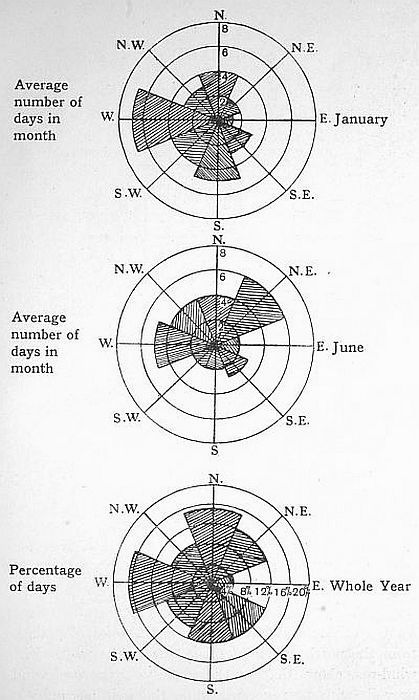 N.
8
N.W.
6
N.E.
Average
number of
days in
month
4
2
W.
E. January
S.W.
S.E.
S.
N.
8
N.W.
6
N.E.
Average
number of
days in
month
4
W.
E. June
S.W.
S.E.
S
N.
N.W.
N.E.
Percentage
of days
W.
4% 8% 12% 16% 20%
E. Whole Year
S.W.
S.E.
S.